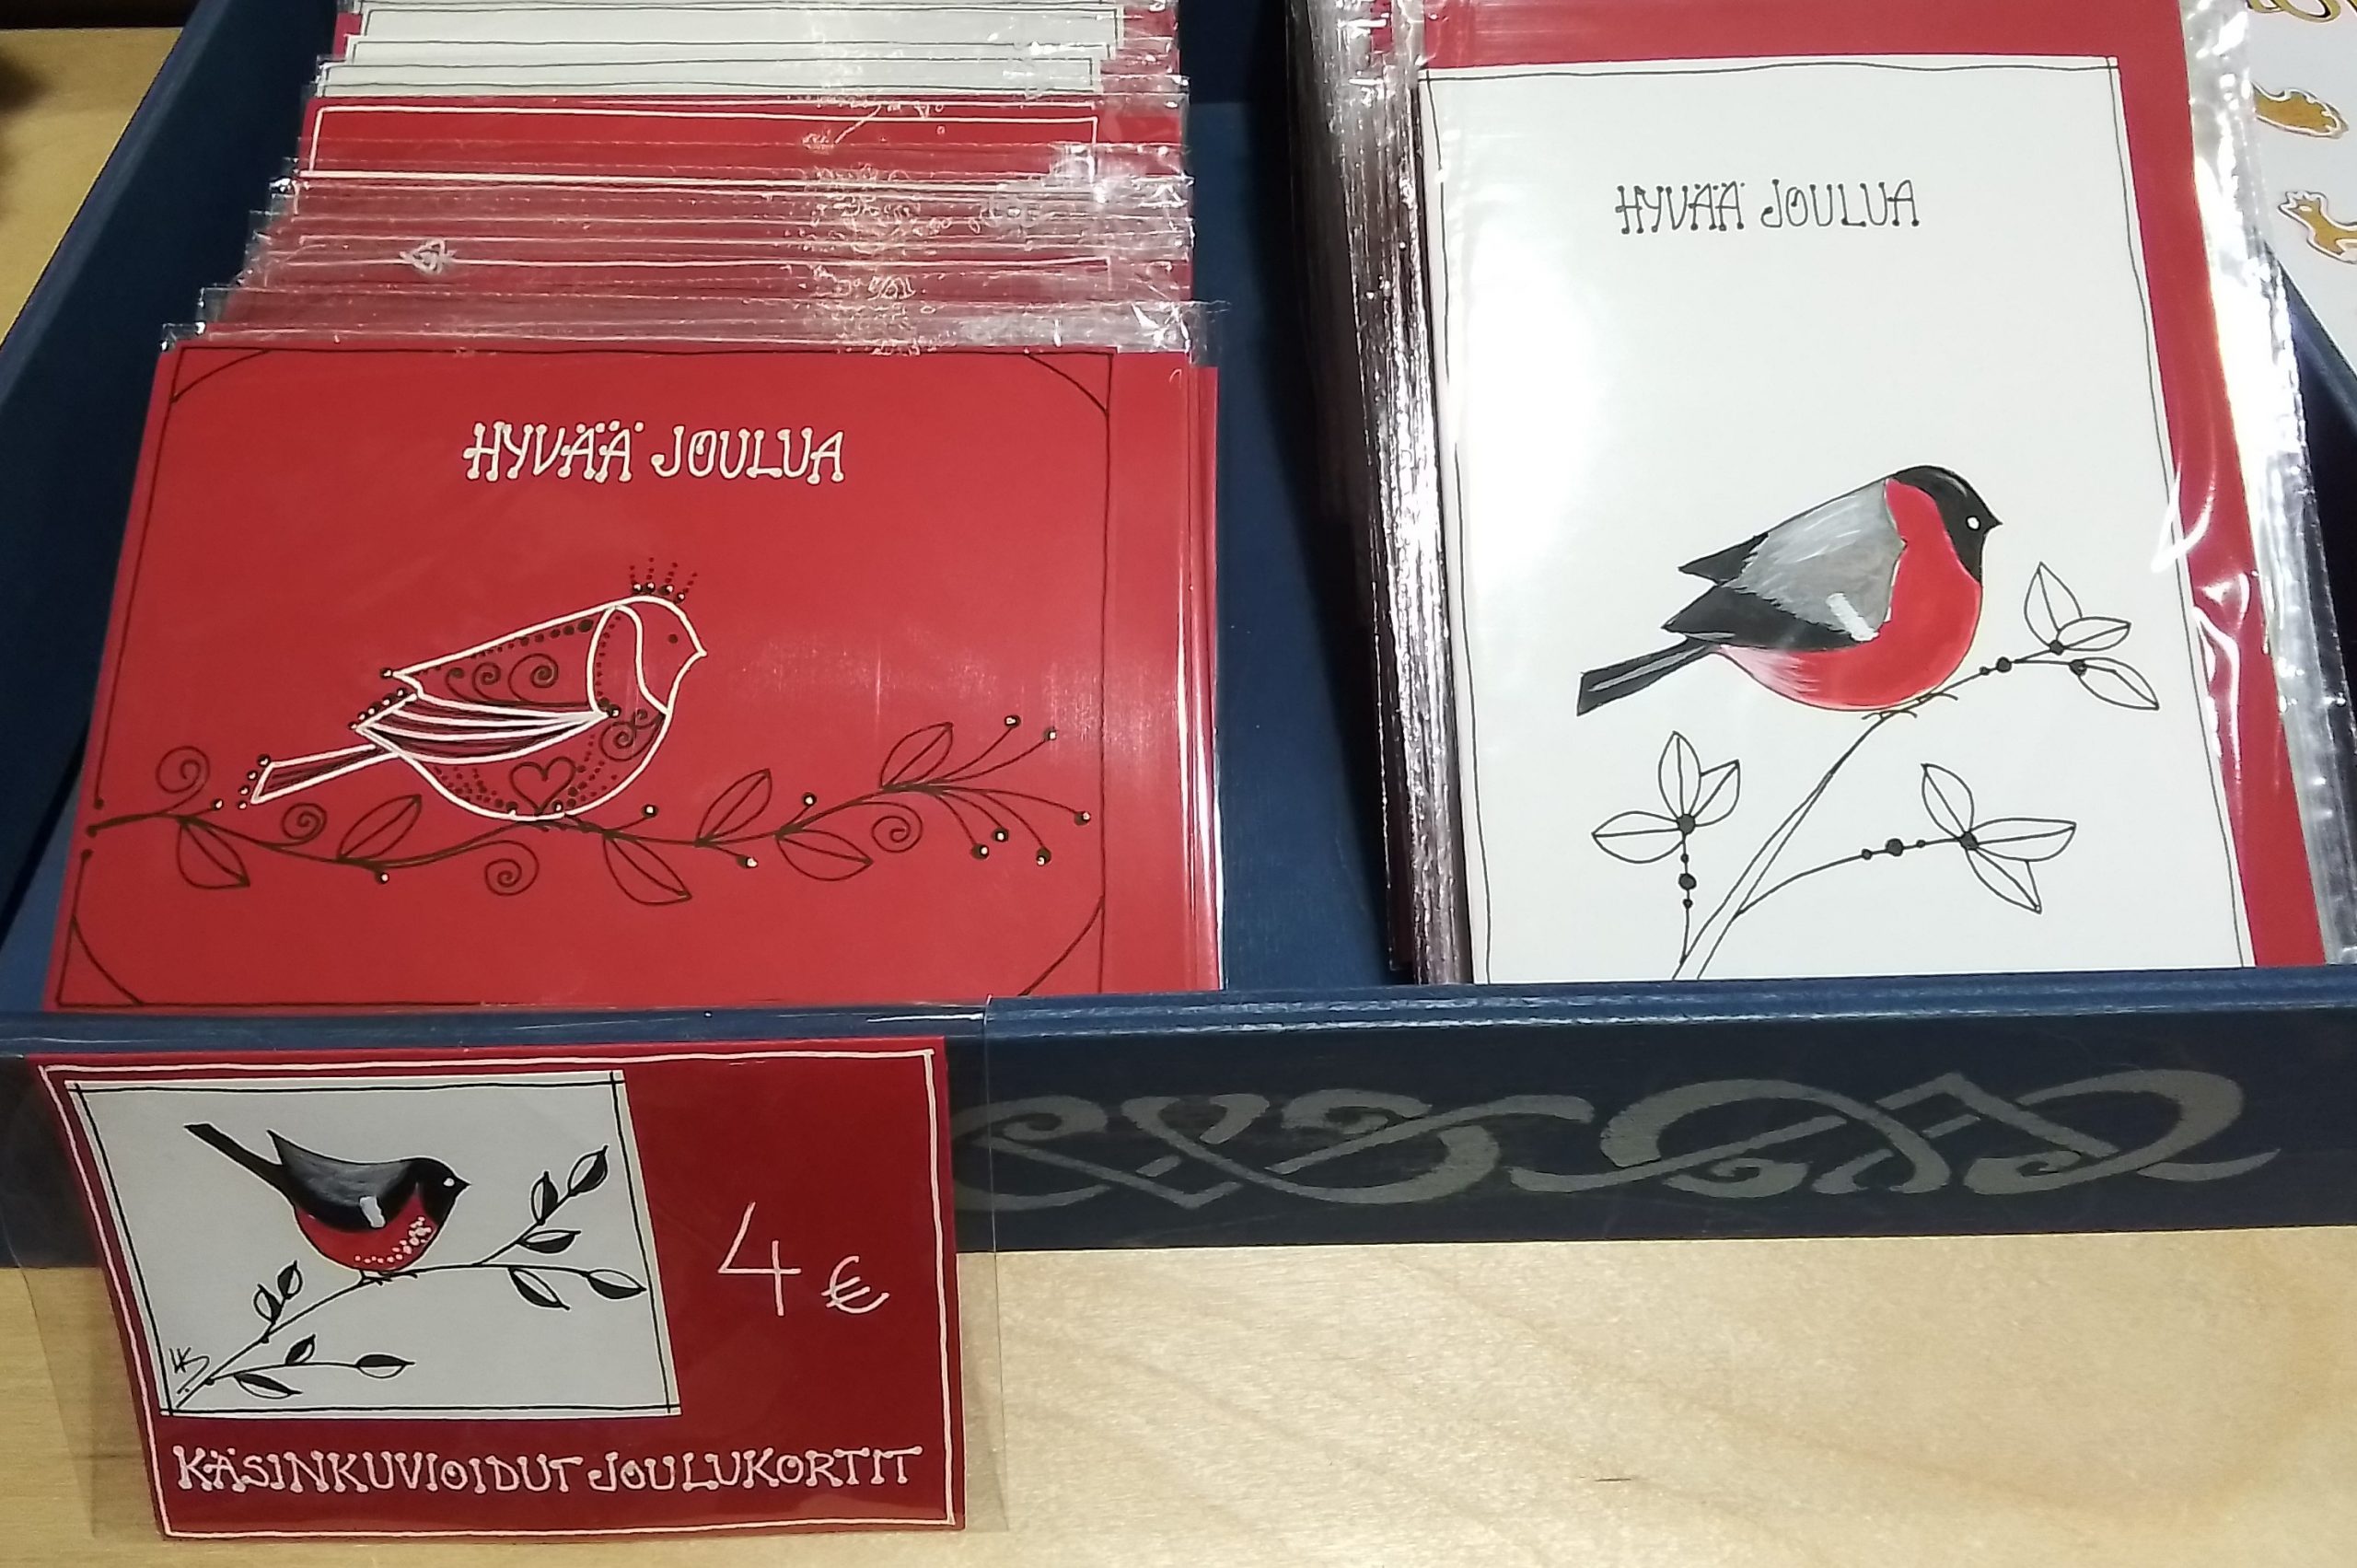 HYVÄÄ JOULUA
HYVÄÄ JOULUA
4 €
KÄSINKUVIOIDUT JOULUKORTIT